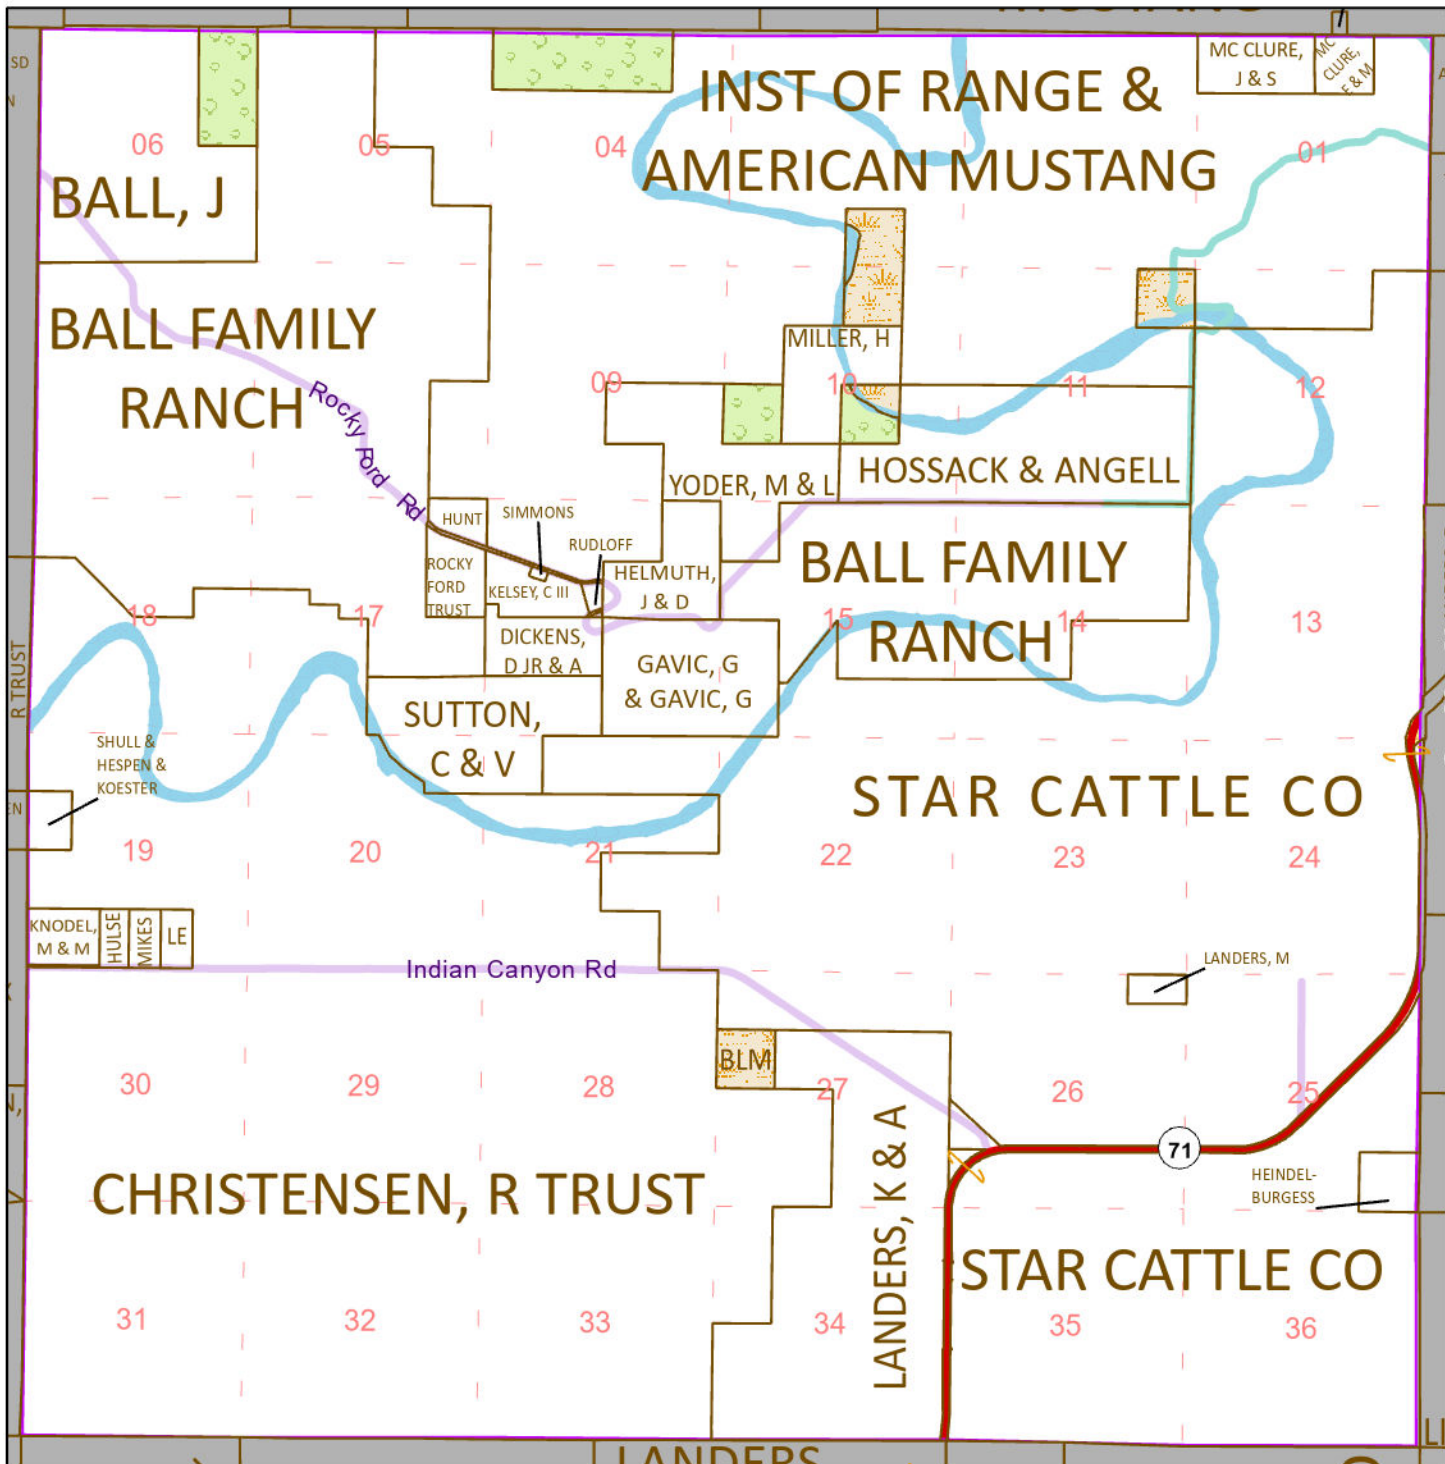 SD
N
06
05
04
INST OF RANGE &
AMERICAN MUSTANG
MC CLURE,
J & S
MC
CLURE,
E & M
01
BALL, J
BALL FAMILY
RANCH
Rocky Ford Rd
09
MILLER, H
10
11
12
YODER, M & L
HOSSACK & ANGELL
HUNT
SIMMONS
RUDLOFF
ROCKY
FORD
TRUST
KELSEY, C III
HELMUTH,
J & D
BALL FAMILY
RANCH
18
17
15
14
13
DICKENS,
D JR & A
GAVIC, G
& GAVIC, G
R TRUST
SUTTON,
C & V
SHULL &
HESPEN &
KOESTER
EN
STAR CATTLE CO
19
20
21
22
23
24
KNODEL,
M & M
HULSE
MIKES
LE
Indian Canyon Rd
LANDERS, M
BLM
30
29
28
27
26
25
71
LANDERS, K & A
HEINDEL-
BURGESS
CHRISTENSEN, R TRUST
STAR CATTLE CO
31
32
33
34
35
36
LANDERS